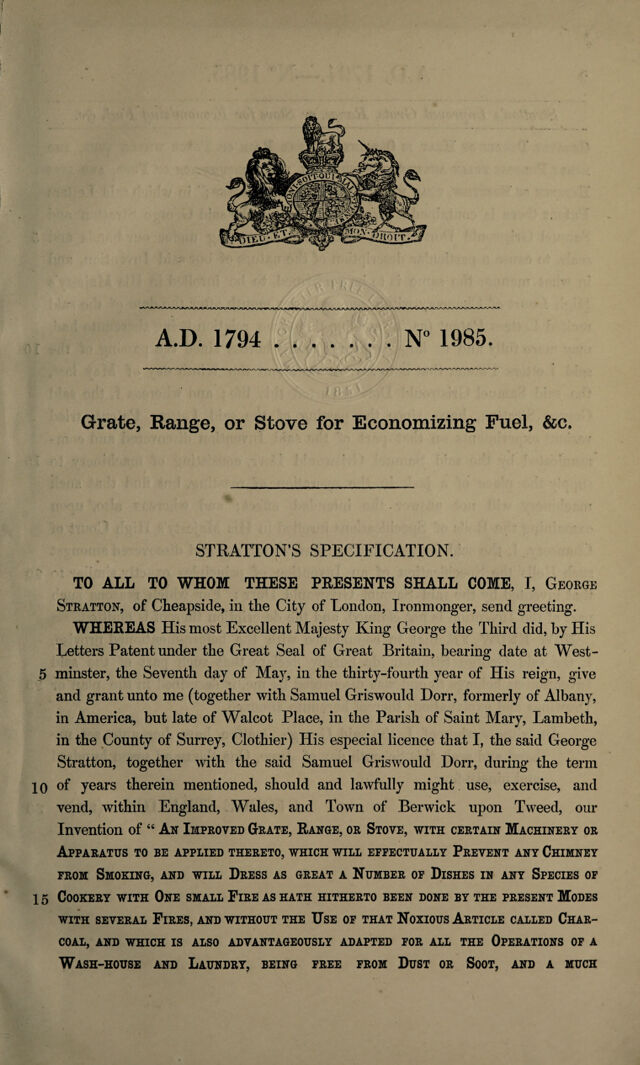 DIEU·ET· MON·DROIT·
A.D. 1794 . . . . . . . . Nº 1985.
1851
Grate, Range, or Stove for Economizing Fuel, &c.
STRATTON'S SPECIFICATION.
TO ALL TO WHOM THESE PRESENTS SHALL COME, I, GEORGE
STRATTON, of Cheapside, in the City of London, Ironmonger, send greeting.
WHEREAS His most Excellent Majesty King George the Third did, by His
Letters Patent under the Great Seal of Great Britain, bearing date at West-
5 minster, the Seventh day of May, in the thirty-fourth year of His reign, give
and grant unto me (together with Samuel Griswould Dorr, formerly of Albany,
in America, but late of Walcot Place, in the Parish of Saint Mary, Lambeth,
in the County of Surrey, Clothier) His especial licence that I, the said George
Stratton, together with the said Samuel Griswould Dorr, during the term
10 of years therein mentioned, should and lawfully might use, exercise, and
vend, within England, Wales, and Town of Berwick upon Tweed, our
Invention of “ AN IMPROVED GRATE, RANGE, OR STOVE, WITH CERTAIN MACHINERY OR
APPARATUS TO BE APPLIED THERETO, WHICH WILL EFFECTUALLY PREVENT ANY CHIMNEY
FROM SMOKING, AND WILL DRESS AS GREAT A NUMBER OF DISHES IN ANY SPECIES OF
15 COOKERY WITH ONE SMALL FIRE AS HATH HITHERTO BEEN DONE BY THE PRESENT MODES
WITH SEVERAL FIRES, AND WITHOUT THE USE OF THAT NOXIOUS ARTICLE CALLED CHAR-
COAL, AND WHICH IS ALSO ADVANTAGEOUSLY ADAPTED FOR ALL THE OPERATIONS OF A
WASH-HOUSE AND LAUNDRY, BEING FREE FROM DUST OR SOOT, AND A MUCH